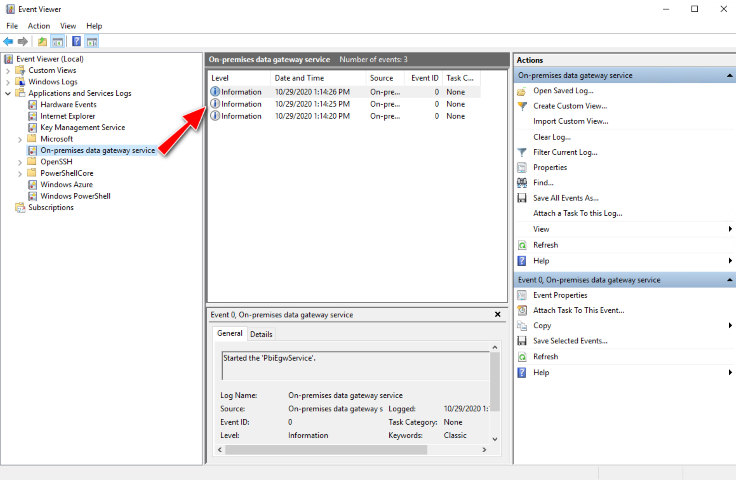 Event Viewer
File Action View Help
Event Viewer (Local)
Custom Views
Windows Logs
Applications and Services Logs
Hardware Events
Internet Explorer
Key Management Service
Microsoft
On-premises data gateway service
OpenSSH
PowerShellCore
Windows Azure
Windows PowerShell
Subscriptions
On-premises data gateway service Number of events: 3
Level Date and Time Source Event ID Task C...
Information 10/29/2020 1:14:26 PM On-pre... 0 None
Information 10/29/2020 1:14:25 PM On-pre... 0 None
Information 10/29/2020 1:14:20 PM On-pre... 0 None
Event 0, On-premises data gateway service
General Details
Started the 'PbiEgwService'.
Log Name: On-premises data gateway service
Source: On-premises data gateway s Logged: 10/29/2020 1:
Event ID: 0 Task Category: None
Level: Information Keywords: Classic
Actions
On-premises data gateway service
Open Saved Log...
Create Custom View...
Import Custom View...
Clear Log...
Filter Current Log...
Properties
Find...
Save All Events As...
Attach a Task To this Log...
View
Refresh
Help
Event 0, On-premises data gateway service
Event Properties
Attach Task To This Event...
Copy
Save Selected Events...
Refresh
Help